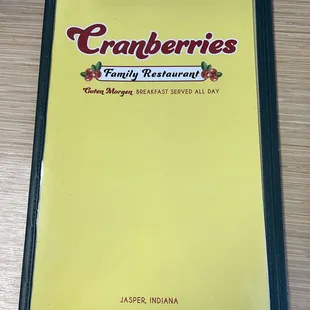 Cranberries
Family Restaurant
Guten Morgen BREAKFAST SERVED ALL DAY
JASPER, INDIANA